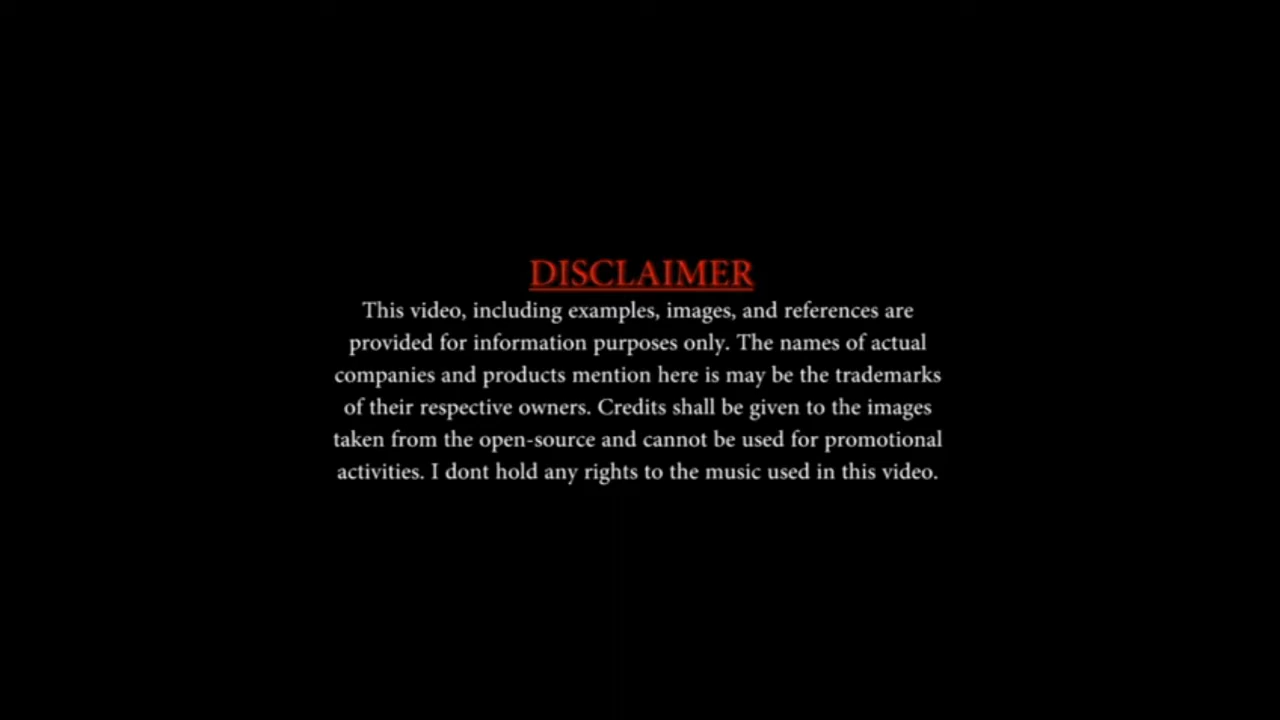 DISCLAIMER
This video, including examples, images, and references are
provided for information purposes only. The names of actual
companies and products mention here is may be the trademarks
of their respective owners. Credits shall be given to the images
taken from the open-source and cannot be used for promotional
activities. I dont hold any rights to the music used in this video.